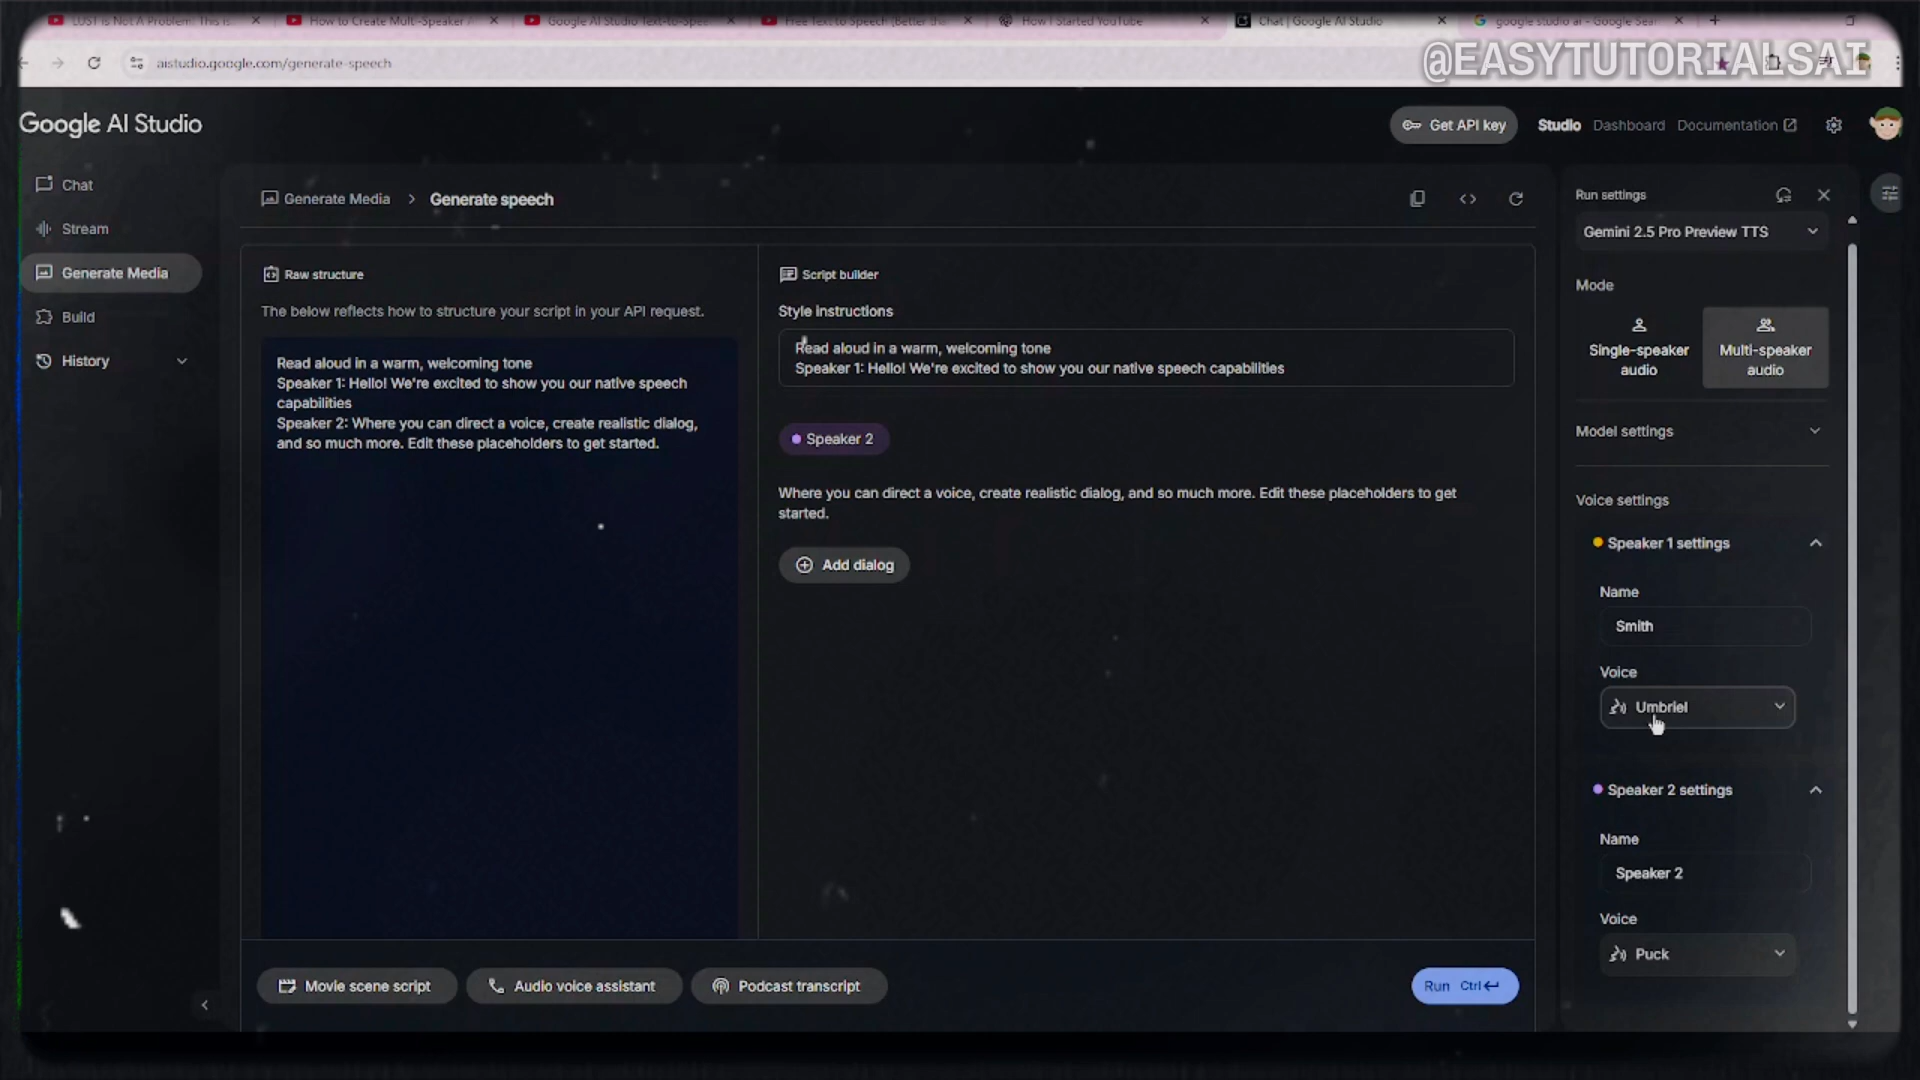 LUST Is Not A Problem: This is
How to Create Multi-Speaker A
Google AI Studio Text-to-Spee
Free Text to Speech (Better tha
How I Started YouTube
Chat | Google AI Studio
google studio ai - Google Sear
aistudio.google.com/generate-speech
@EASYTUTORIALSAI
Google AI Studio
Get API key
Studio
Dashboard
Documentation
Chat
Stream
Generate Media
Build
History
Generate Media > Generate speech
Raw structure
The below reflects how to structure your script in your API request.
Read aloud in a warm, welcoming tone
Speaker 1: Hello! We're excited to show you our native speech
capabilities
Speaker 2: Where you can direct a voice, create realistic dialog,
and so much more. Edit these placeholders to get started.
Script builder
Style instructions
Read aloud in a warm, welcoming tone
Speaker 1: Hello! We're excited to show you our native speech capabilities
Speaker 2
Where you can direct a voice, create realistic dialog, and so much more. Edit these placeholders to get
started.
Add dialog
Movie scene script
Audio voice assistant
Podcast transcript
Run Ctrl
Run settings
Gemini 2.5 Pro Preview TTS
Mode
Single-speaker
audio
Multi-speaker
audio
Model settings
Voice settings
Speaker 1 settings
Name
Smith
Voice
Umbriel
Speaker 2 settings
Name
Speaker 2
Voice
Puck